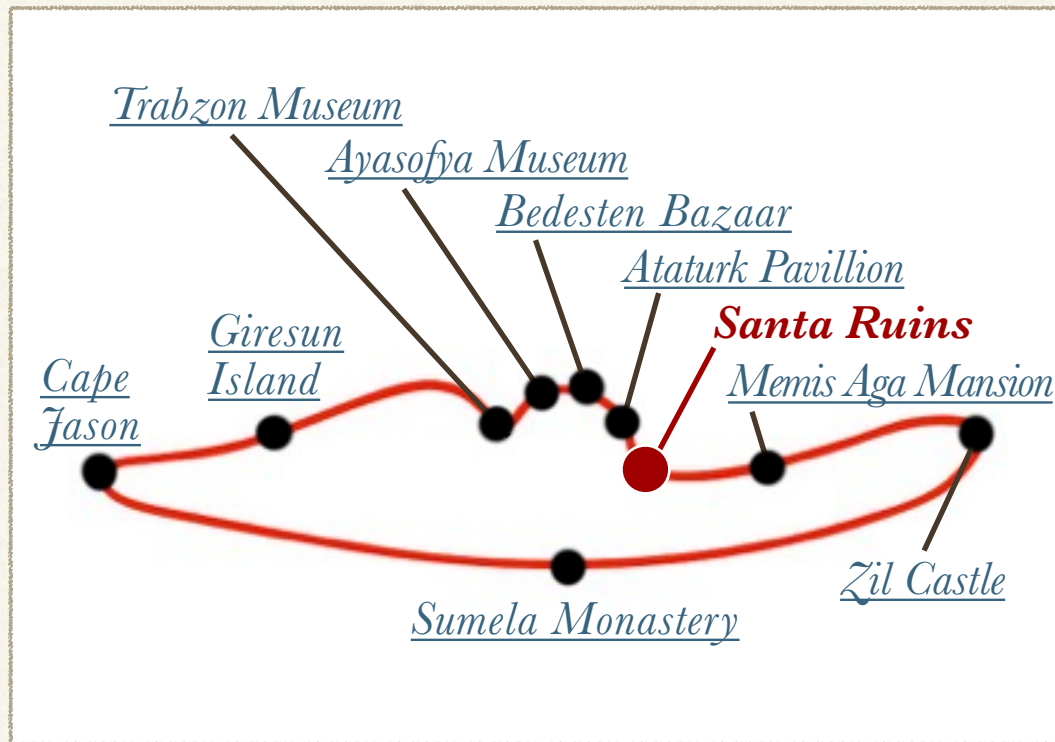 Trabzon Museum
Ayasofya Museum
Bedesten Bazaar
Ataturk Pavillion
Santa Ruins
Giresun
Island
Memis Aga Mansion
Cape
Jason
Zil Castle
Sumela Monastery